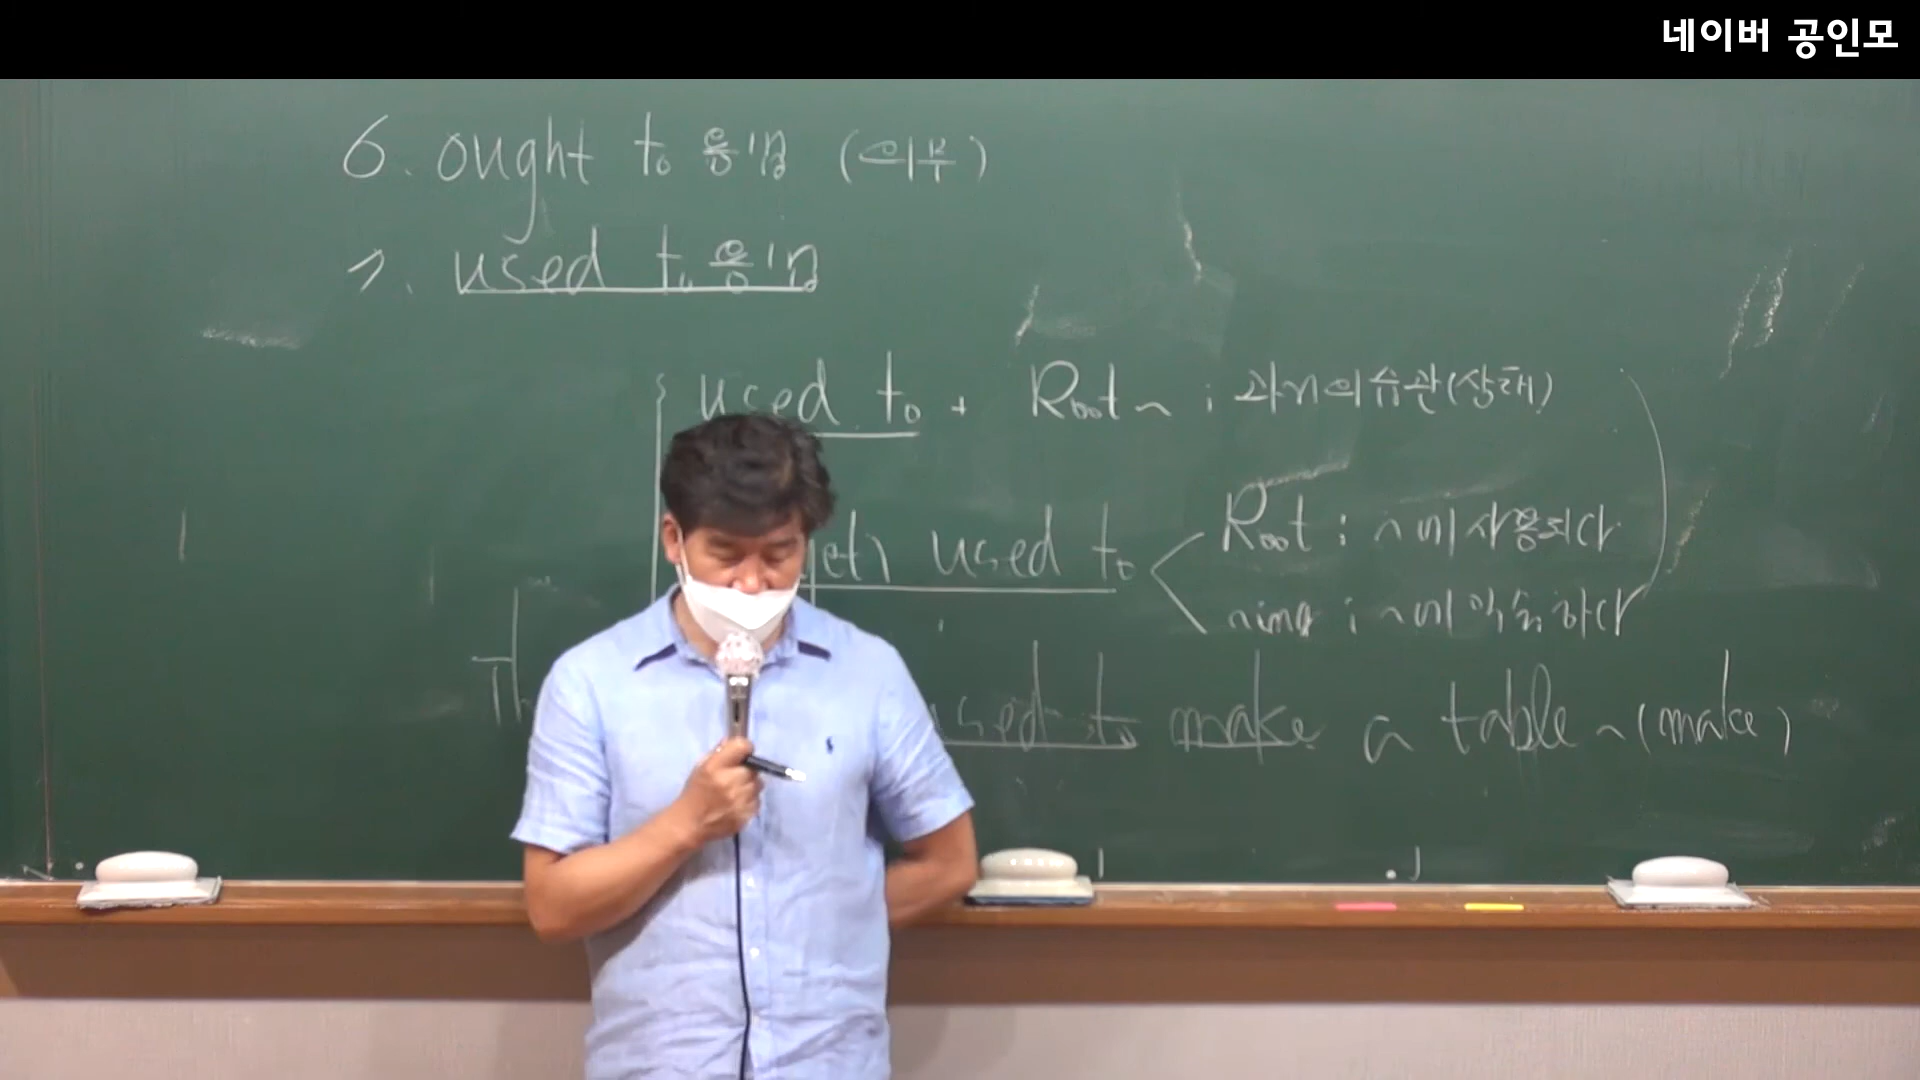 네이버 공인모
6. ought to 용법 (의무)
7. used to 용법
used to + Root ~ : 과거의 습관(상태)
get) used to
Root : ~에 사용되다
~ing : ~에 익숙하다
Th used to make a table ~ (make)